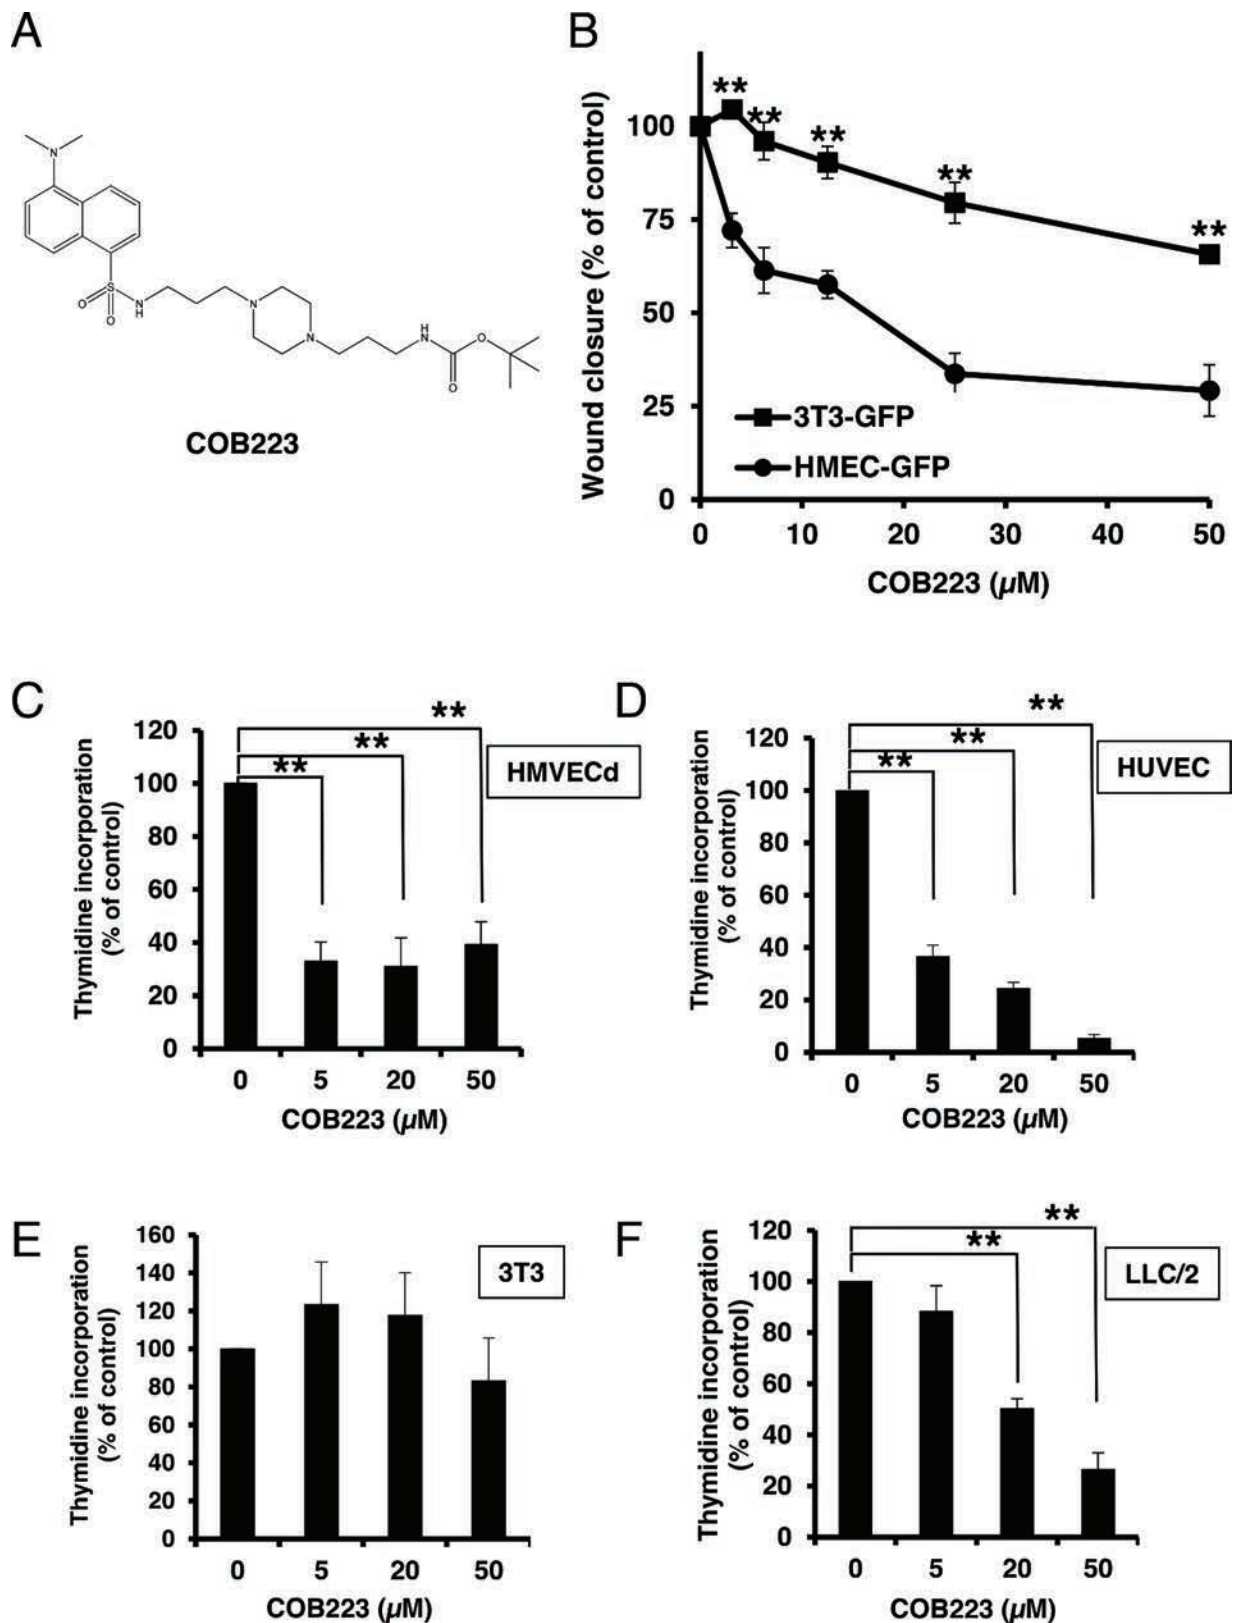 A
N
S
O
O
N
H
N
N
H
N
O
O
COB223
B
Wound closure (% of control)
100
75
50
25
0
**
**
**
**
**
3T3-GFP
HMEC-GFP
0 10 20 30 40 50
COB223 (µM)
C
Thymidine incorporation
(% of control)
120
100
80
60
40
20
0
**
**
**
HMVECd
0 5 20 50
COB223 (µM)
D
Thymidine incorporation
(% of control)
120
100
80
60
40
20
0
**
**
**
HUVEC
0 5 20 50
COB223 (µM)
E
Thymidine incorporation
(% of control)
160
140
120
100
80
60
40
20
0
3T3
0 5 20 50
COB223 (µM)
F
Thymidine incorporation
(% of control)
120
100
80
60
40
20
0
**
**
LLC/2
0 5 20 50
COB223 (µM)